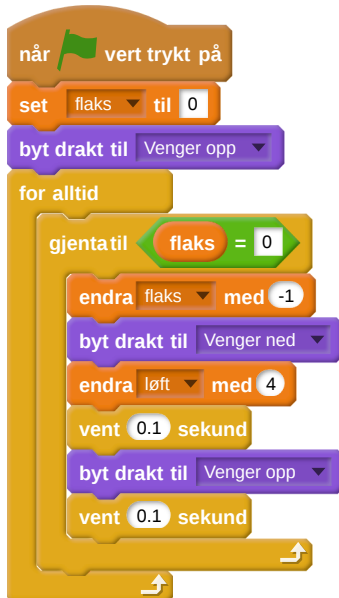 når vert trykt på
set flaks til 0
byt drakt til Venger opp
for alltid
gjenta til flaks = 0
endra flaks med -1
byt drakt til Venger ned
endra løft med 4
vent 0.1 sekund
byt drakt til Venger opp
vent 0.1 sekund